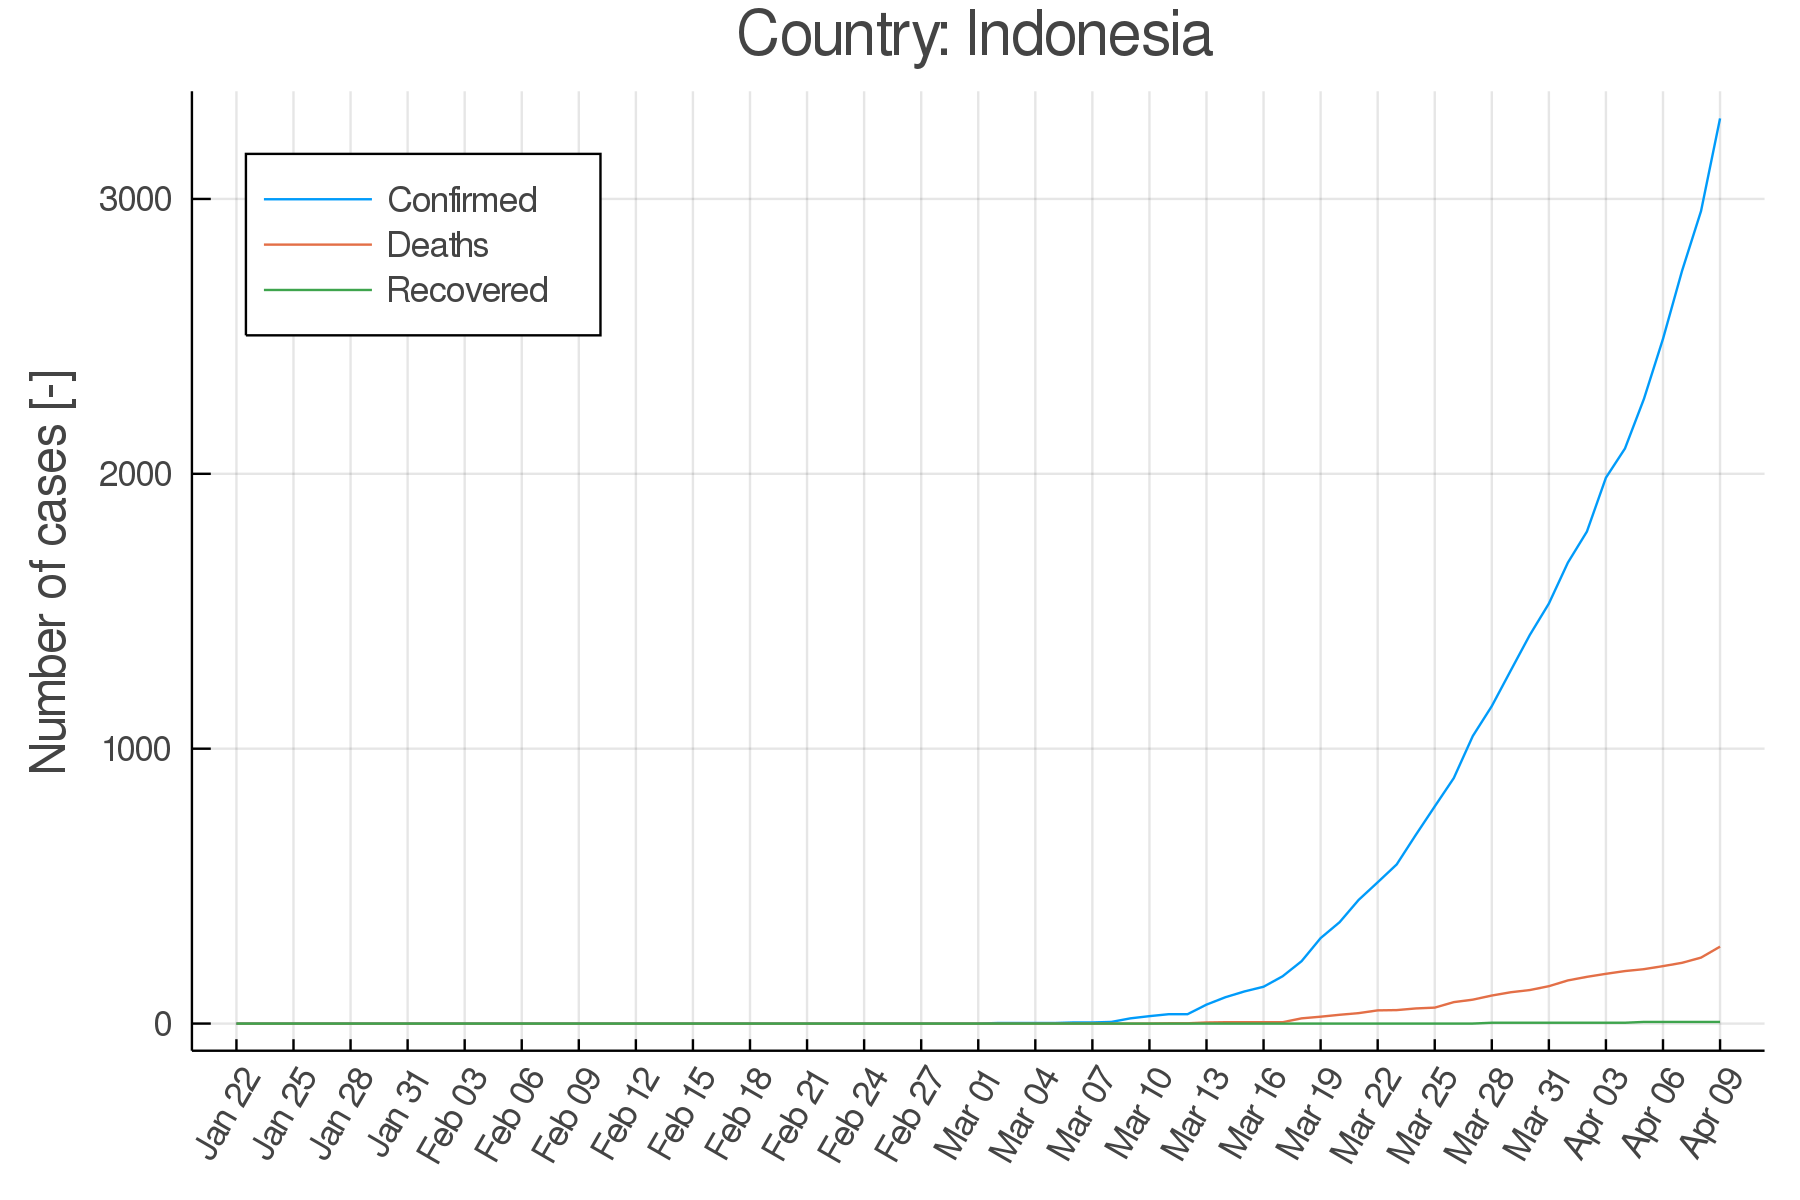 Country: Indonesia
Number of cases [-]
3000
2000
1000
0
Confirmed
Deaths
Recovered
Jan 22
Jan 25
Jan 28
Jan 31
Feb 03
Feb 06
Feb 09
Feb 12
Feb 15
Feb 18
Feb 21
Feb 24
Feb 27
Mar 01
Mar 04
Mar 07
Mar 10
Mar 13
Mar 16
Mar 19
Mar 22
Mar 25
Mar 28
Mar 31
Apr 03
Apr 06
Apr 09